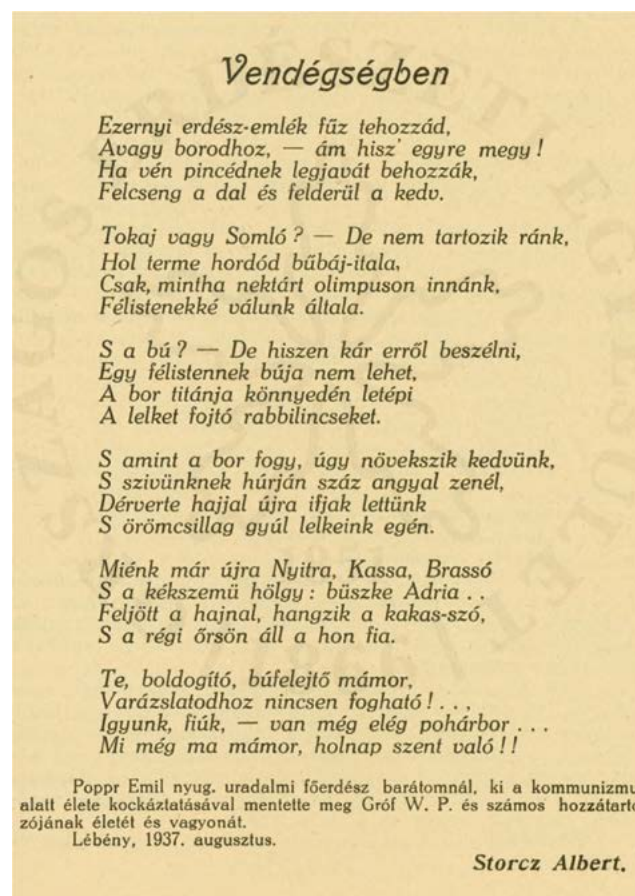 Vendégségben
Ezernyi erdész-emlék fűz tehozzád,
Avagy borodhoz, — ám hisz' egyre megy!
Ha vén pincédnek legjavát behozzák,
Felcseng a dal és felderül a kedv.
Tokaj vagy Somló? — De nem tartozik ránk,
Hol terme hordód bűbáj-itala,
Csak, mintha nektárt olimpuson innánk,
Félistenekké válunk általa.
S a bú? — De hiszen kár erről beszélni,
Egy félistennek búja nem lehet,
A bor titánja könnyedén letépi
A lelket fojtó rabbilincseket.
S amint a bor fogy, úgy növekszik kedvünk,
S szivünknek húrján száz angyal zenél,
Dérverte hajjal újra ifjak lettünk
S örömcsillag gyúl lelkeink egén.
Miénk már újra Nyitra, Kassa, Brassó
S a kékszemü hölgy: büszke Adria . .
Feljött a hajnal, hangzik a kakas-szó,
S a régi őrsön áll a hon fia.
Te, boldogító, búfelejtő mámor,
Varázslatodhoz nincsen fogható! . . ,
Igyunk, fiúk, — van még elég pohárbor . . .
Mi még ma mámor, holnap szent való!!
Poppr Emil nyug. uradalmi főerdész barátomnál, ki a kommunizmu
alatt élete kockáztatásával mentette meg Gróf W. P. és számos hozzátarto
zójának életét és vagyonát.
Lébény, 1937. augusztus.
Storcz Albert.